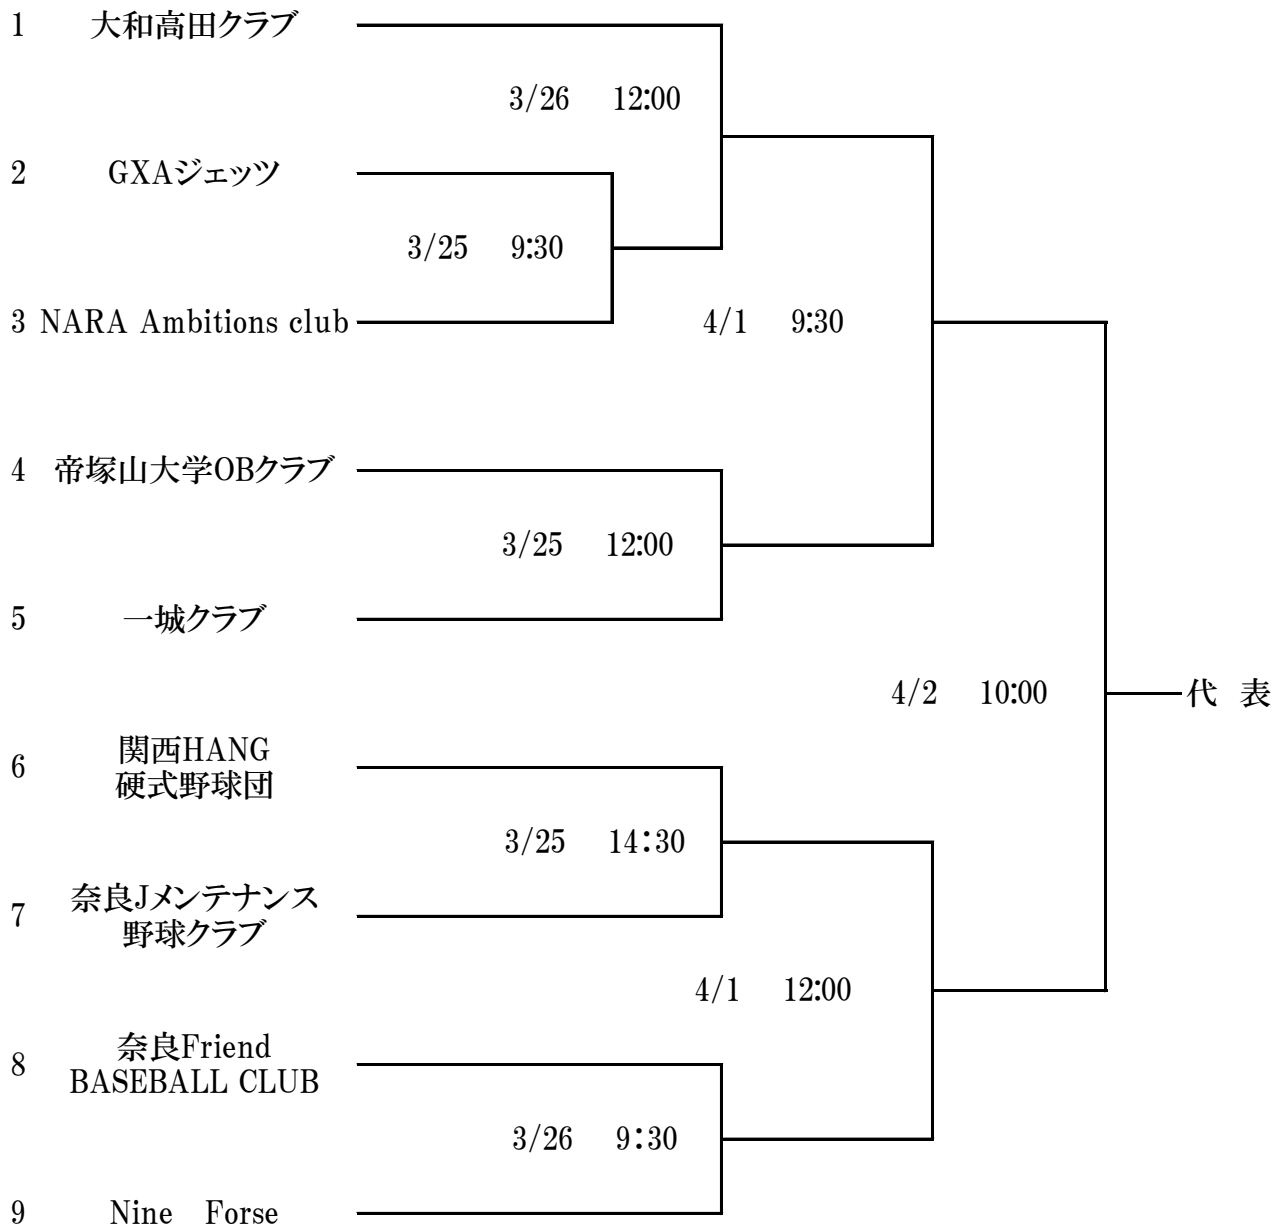 1 大和高田クラブ
3/26 12:00
2 GXAジェッツ
3/25 9:30
3 NARA Ambitions club
4/1 9:30
4 帝塚山大学OBクラブ
3/25 12:00
5 一城クラブ
4/2 10:00
代 表
6 関西HANG
硬式野球団
3/25 14:30
7 奈良Jメンテナンス
野球クラブ
4/1 12:00
8 奈良Friend
BASEBALL CLUB
3/26 9:30
9 Nine Forse